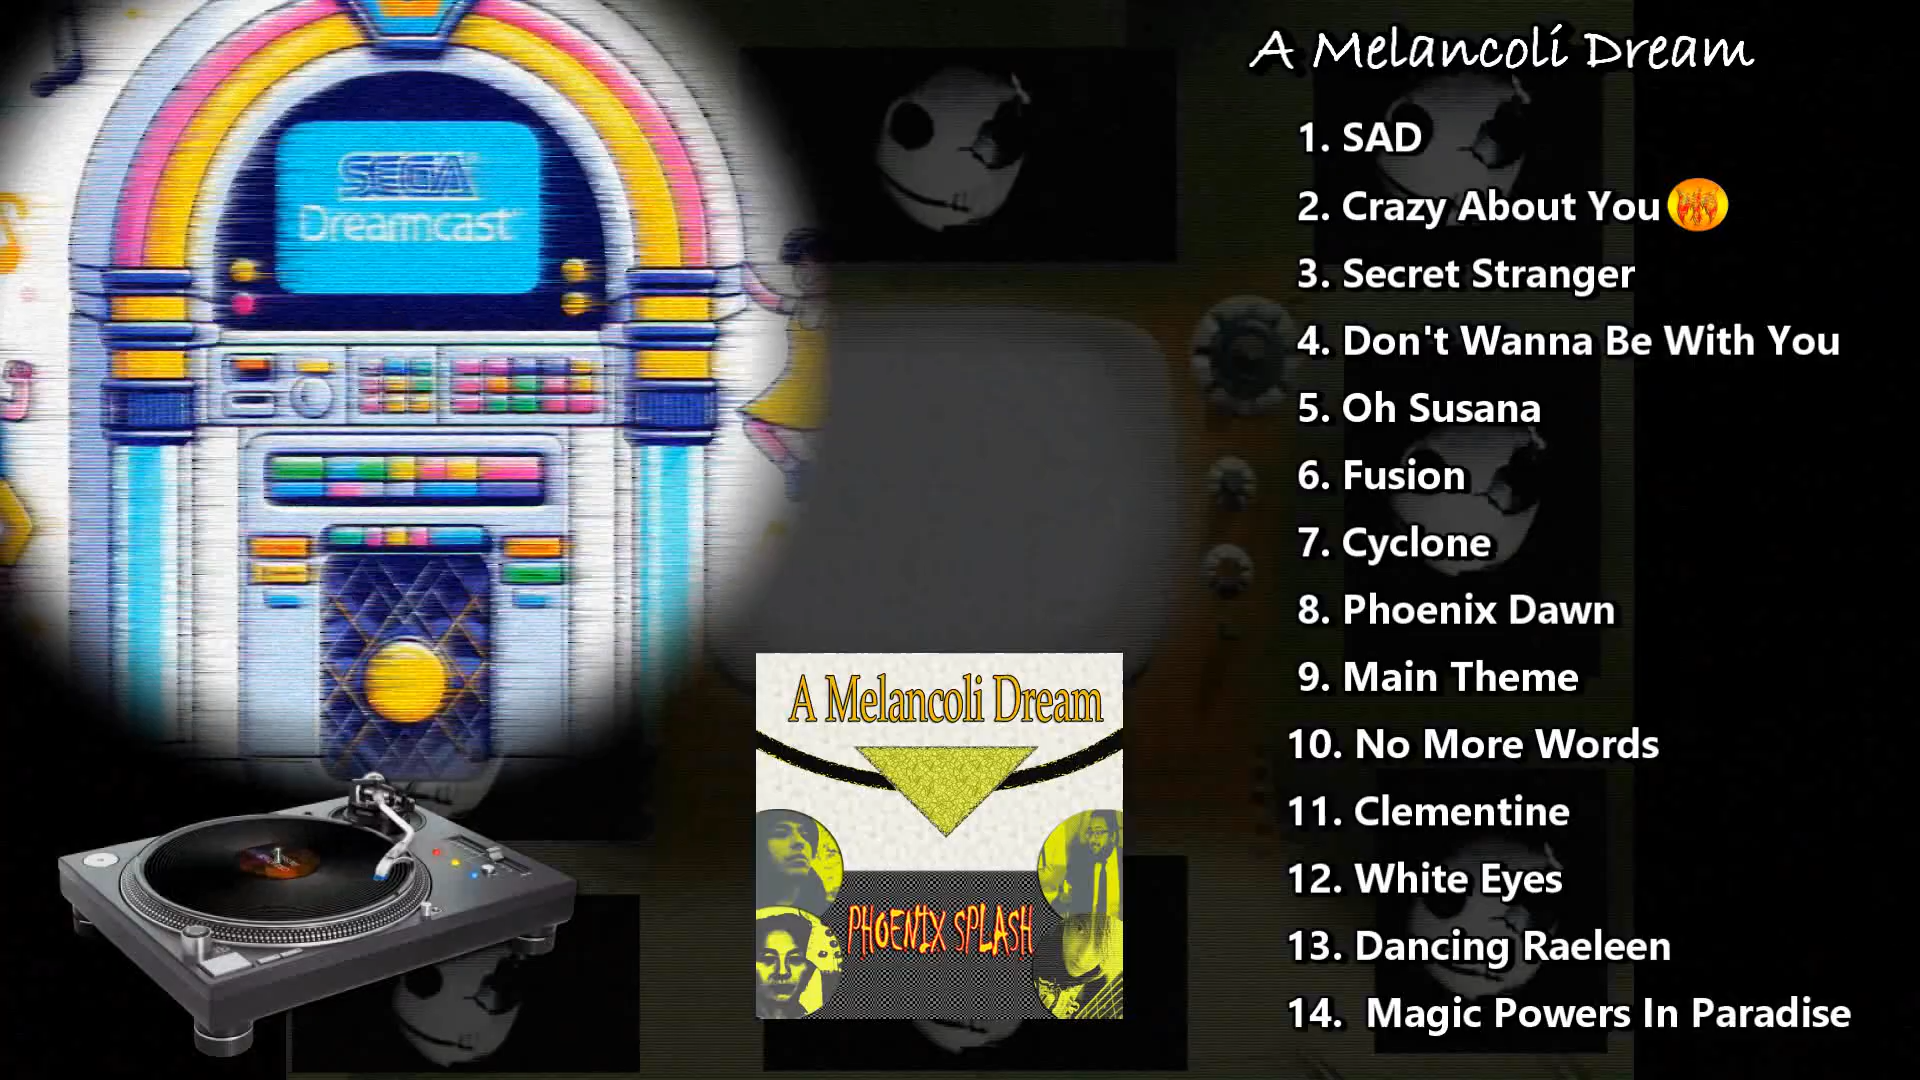 A Melancoli Dream
1. SAD
2. Crazy About You
3. Secret Stranger
4. Don't Wanna Be With You
5. Oh Susana
6. Fusion
7. Cyclone
8. Phoenix Dawn
9. Main Theme
10. No More Words
11. Clementine
12. White Eyes
13. Dancing Raeleen
14. Magic Powers In Paradise
SEGA
Dreamcast
A Melancoli Dream
PHOENIX SPLASH